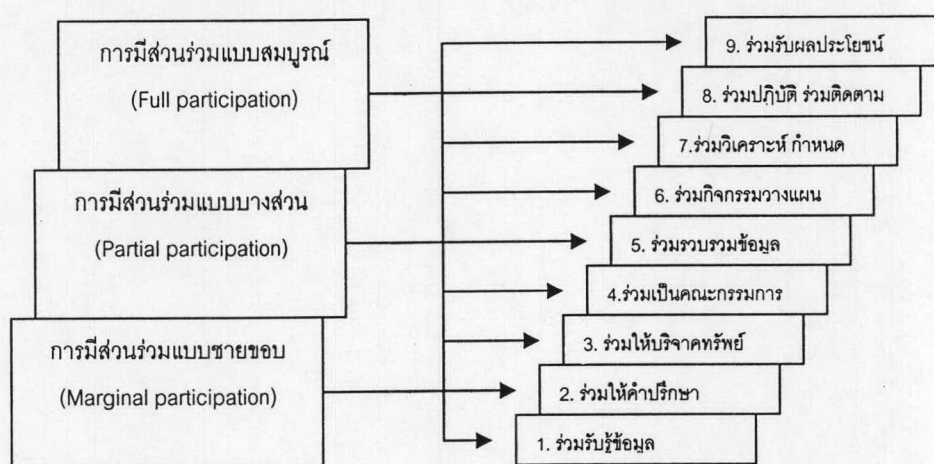 การมีส่วนร่วมแบบสมบูรณ์
(Full participation)
การมีส่วนร่วมแบบบางส่วน
(Partial participation)
การมีส่วนร่วมแบบชายขอบ
(Marginal participation)
9. ร่วมรับผลประโยชน์
8. ร่วมปฏิบัติ ร่วมติดตาม
7.ร่วมวิเคราะห์ กำหนด
6. ร่วมกิจกรรมวางแผน
5. ร่วมรวบรวมข้อมูล
4.ร่วมเป็นคณะกรรมการ
3. ร่วมให้บริจาคทรัพย์
2. ร่วมให้คำปรึกษา
1. ร่วมรับรู้ข้อมูล